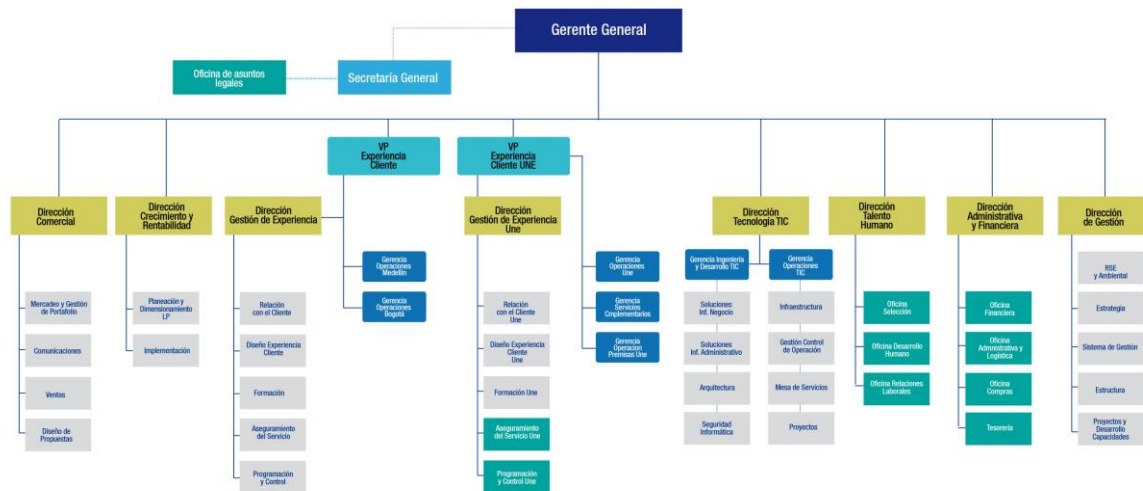 Gerente General
Oficina de asuntos
legales
Secretaría General
VP
Experiencia
Cliente
VP
Experiencia
Cliente UNE
Dirección
Comercial
Dirección
Crecimiento y
Rentabilidad
Dirección
Gestión de Experiencia
Dirección
Gestión de Experiencia
Une
Dirección
Tecnología TIC
Dirección
Talento
Humano
Dirección
Administrativa
y Financiera
Dirección
de Gestión
Mercadeo y Gestión
de Portafolio
Comunicaciones
Ventas
Diseño de
Propuestas
Planeación y
Dimensionamiento
LP
Implementación
Relación
con el Cliente
Diseño Experiencia
Cliente
Formación
Aseguramiento
del Servicio
Programación
y Control
Gerencia
Operaciones
Medellín
Gerencia
Operaciones
Bogotá
Relación
con el Cliente
Une
Diseño Experiencia
Cliente
Une
Formación Une
Aseguramiento
del Servicio Une
Programación
y Control Une
Gerencia
Operaciones
Une
Gerencia
Servicios
Cmplementarios
Gerencia
Operacion
Premisas Une
Gerencia Ingeniería
y Desarrollo TIC
Soluciones
Inf. Negocio
Soluciones
Inf. Administrativo
Arquitectura
Seguridad
Informática
Gerencia
Operaciones
TIC
Infraestructura
Gestión Control
de Operación
Mesa de Servicios
Proyectos
Oficina
Selección
Oficina Desarrollo
Humano
Oficina Relaciones
Laborales
Oficina
Financiera
Oficina
Admnistrativa y
Logística
Oficina
Compras
Tesorería
RSE
y Ambiental
Estrategía
Sistema de Gestión
Estructura
Proyectos y
Desarrollo
Capacidades